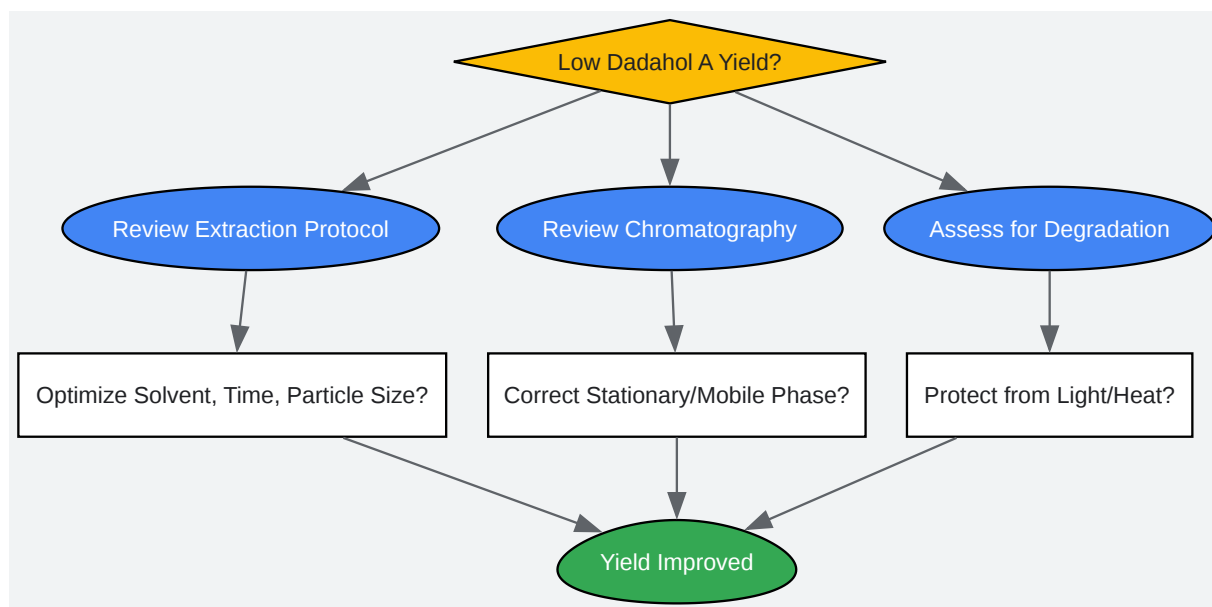 Low Dadahol A Yield?
Review Extraction Protocol
Review Chromatography
Assess for Degradation
Optimize Solvent, Time, Particle Size?
Correct Stationary/Mobile Phase?
Protect from Light/Heat?
Yield Improved